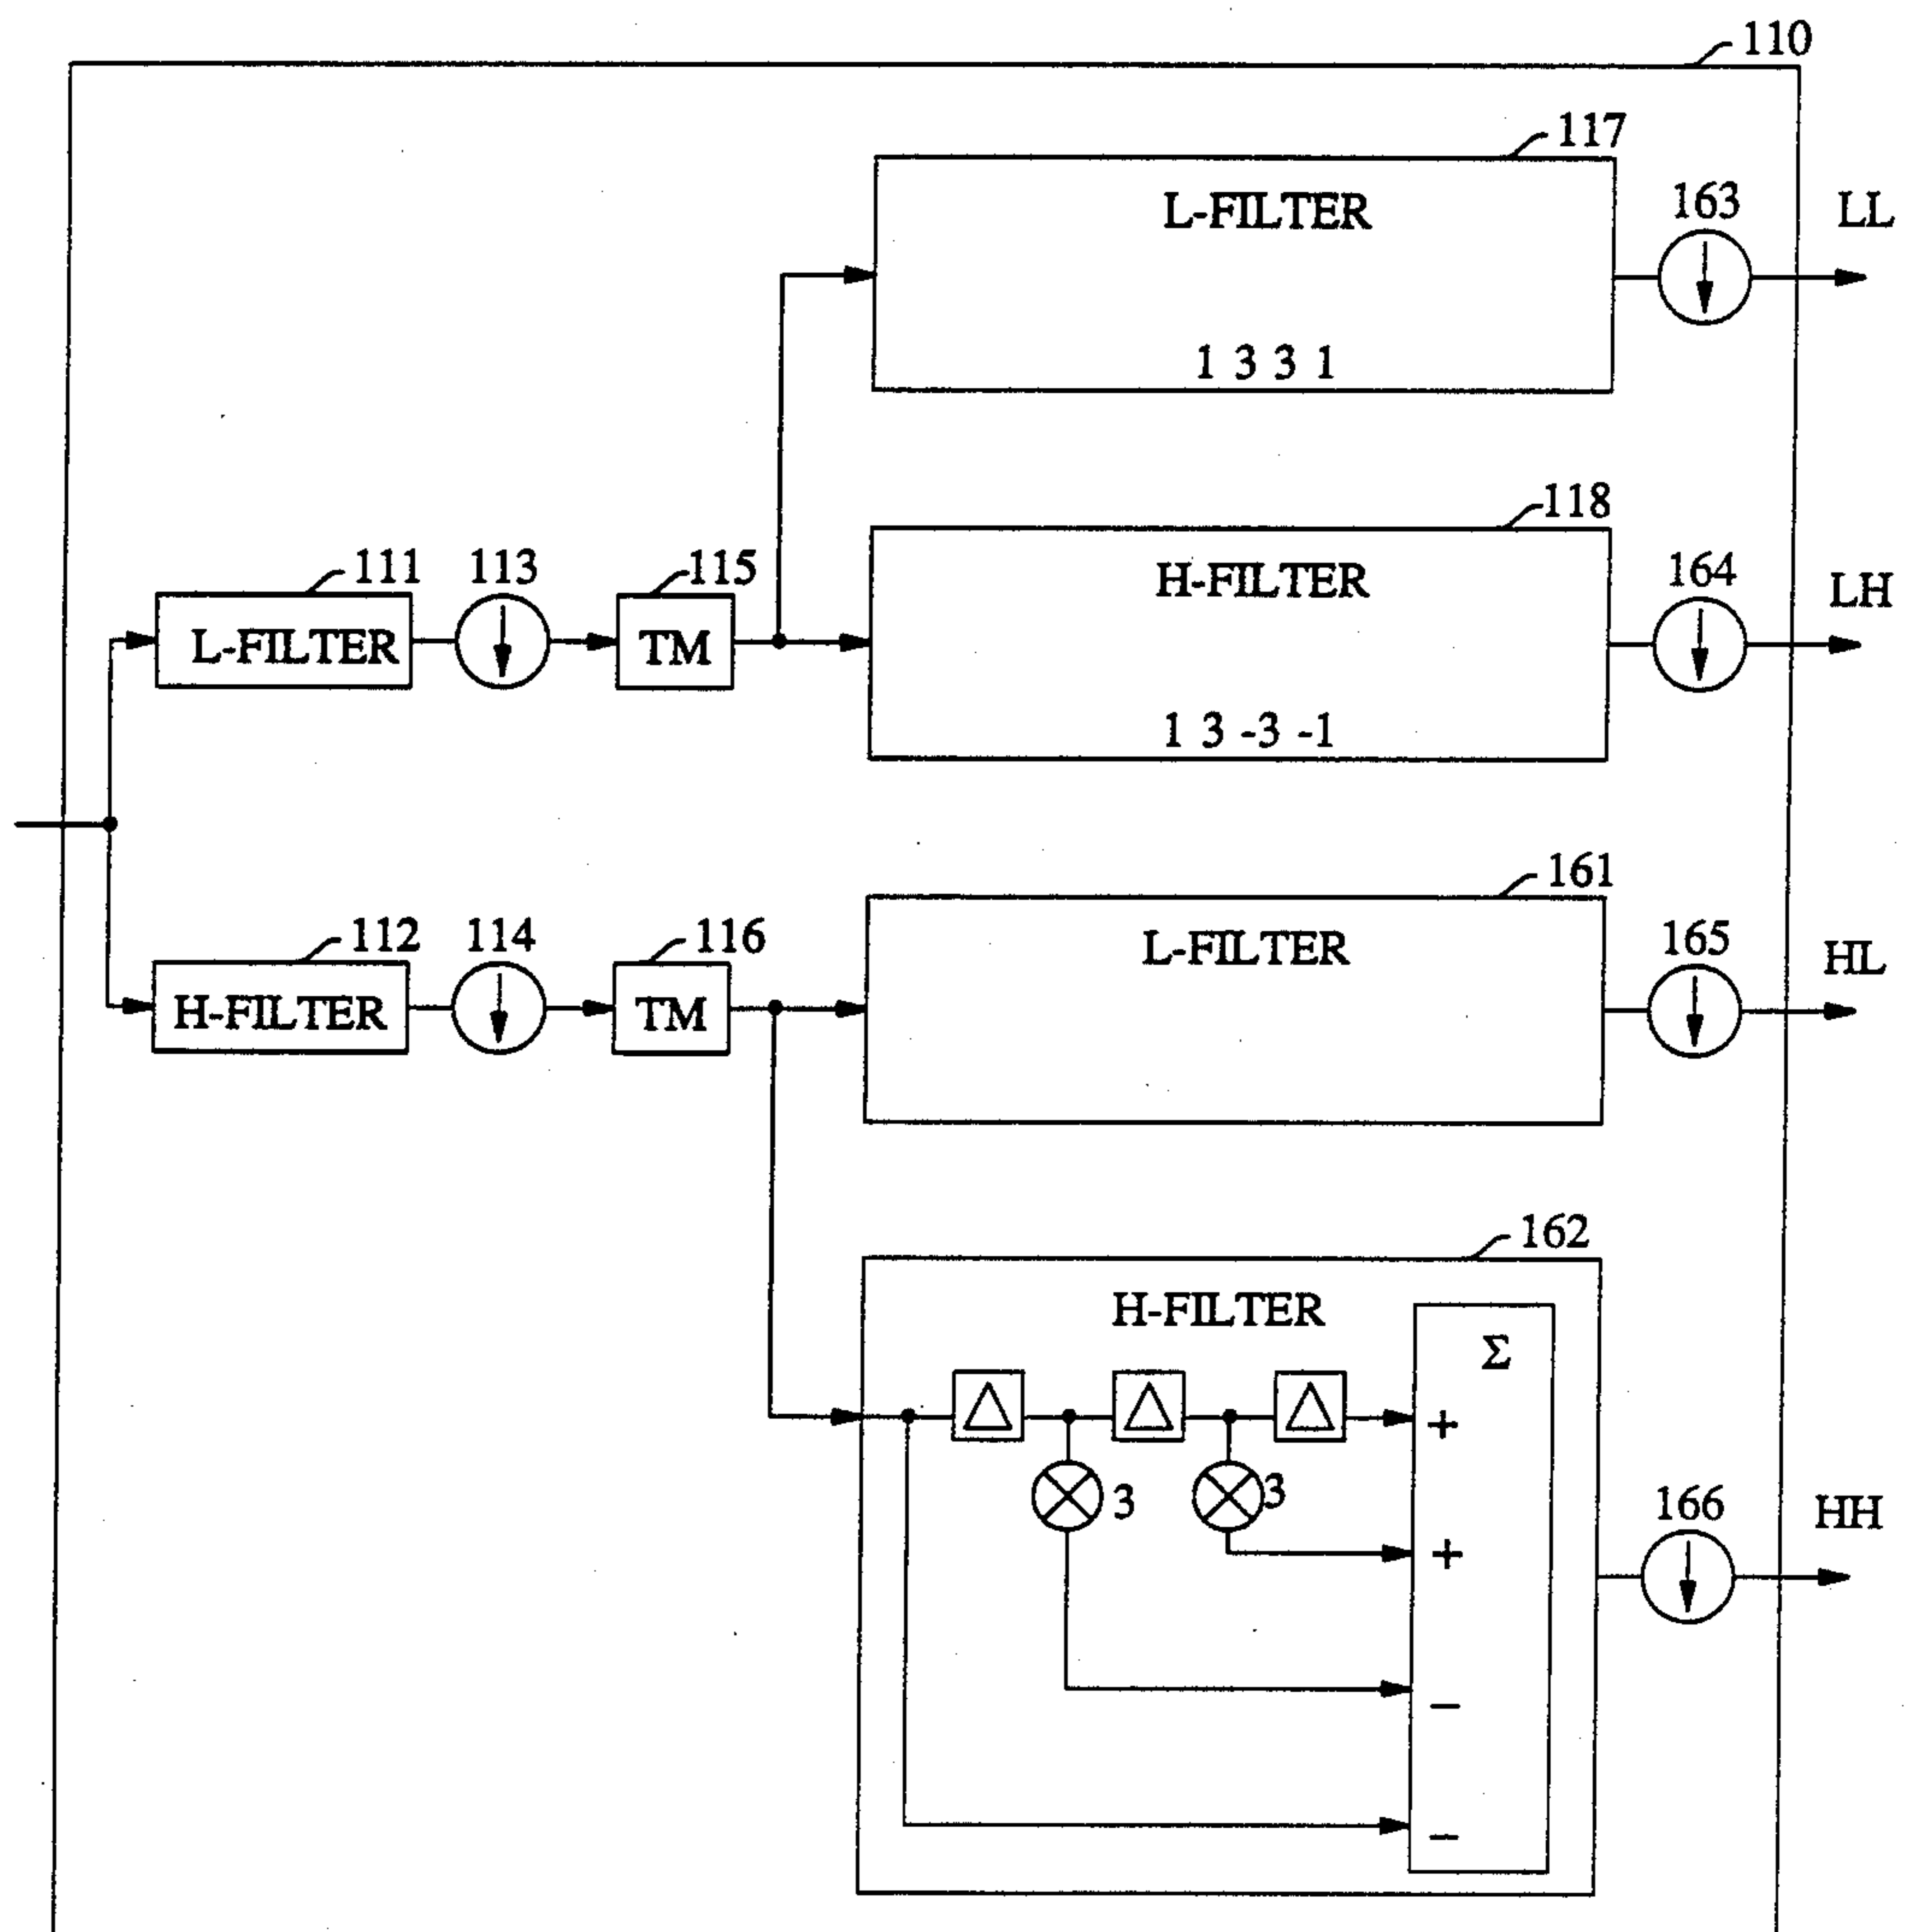 110
117
L-FILTER
163
LL
1 3 3 1
118
H-FILTER
164
LH
1 3 -3 -1
111
113
115
L-FILTER
TM
161
L-FILTER
165
HL
112
114
116
H-FILTER
TM
162
H-FILTER
Σ
+
3
3
+
166
HH
–
–